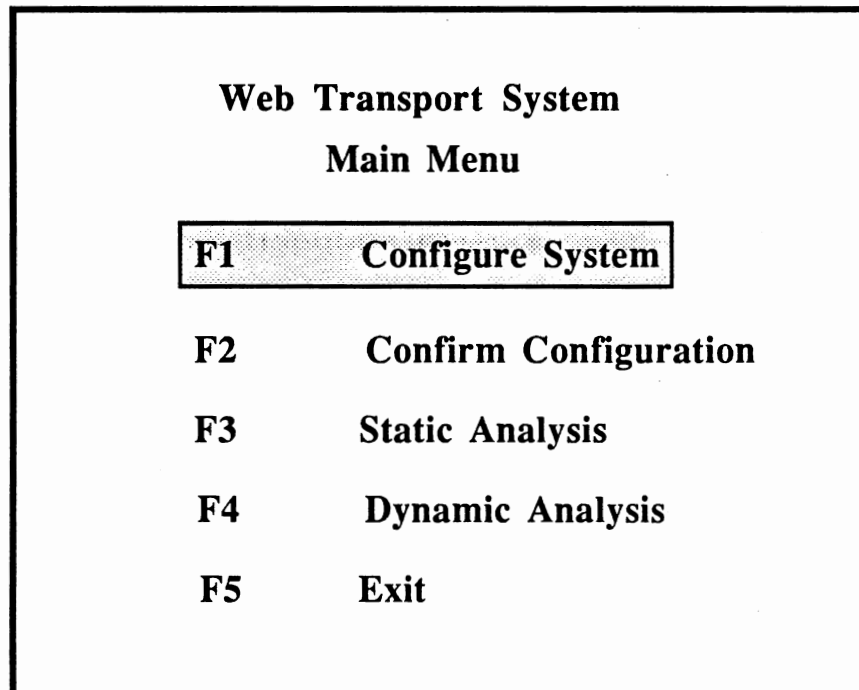 Web Transport System
Main Menu
F1 Configure System
F2 Confirm Configuration
F3 Static Analysis
F4 Dynamic Analysis
F5 Exit